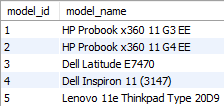 model_id model_name
1 HP Probook x360 11 G3 EE
2 HP Probook x360 11 G4 EE
3 Dell Latitude E7470
4 Dell Inspiron 11 (3147)
5 Lenovo 11e Thinkpad Type 20D9